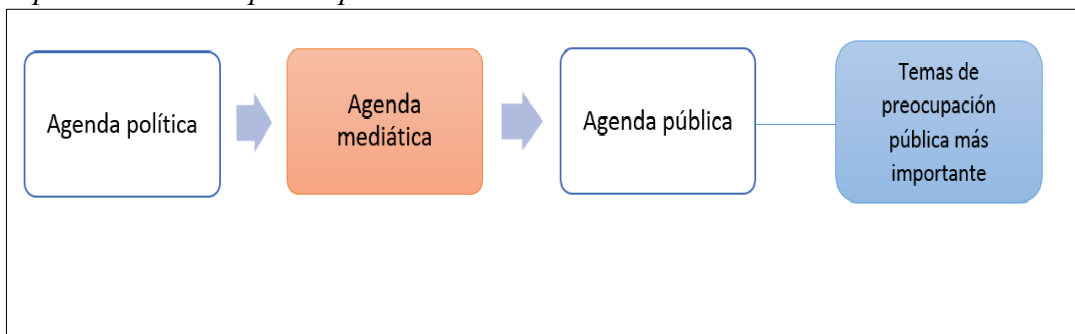 Agenda política
Agenda
mediática
Agenda pública
Temas de
preocupación
pública más
importante